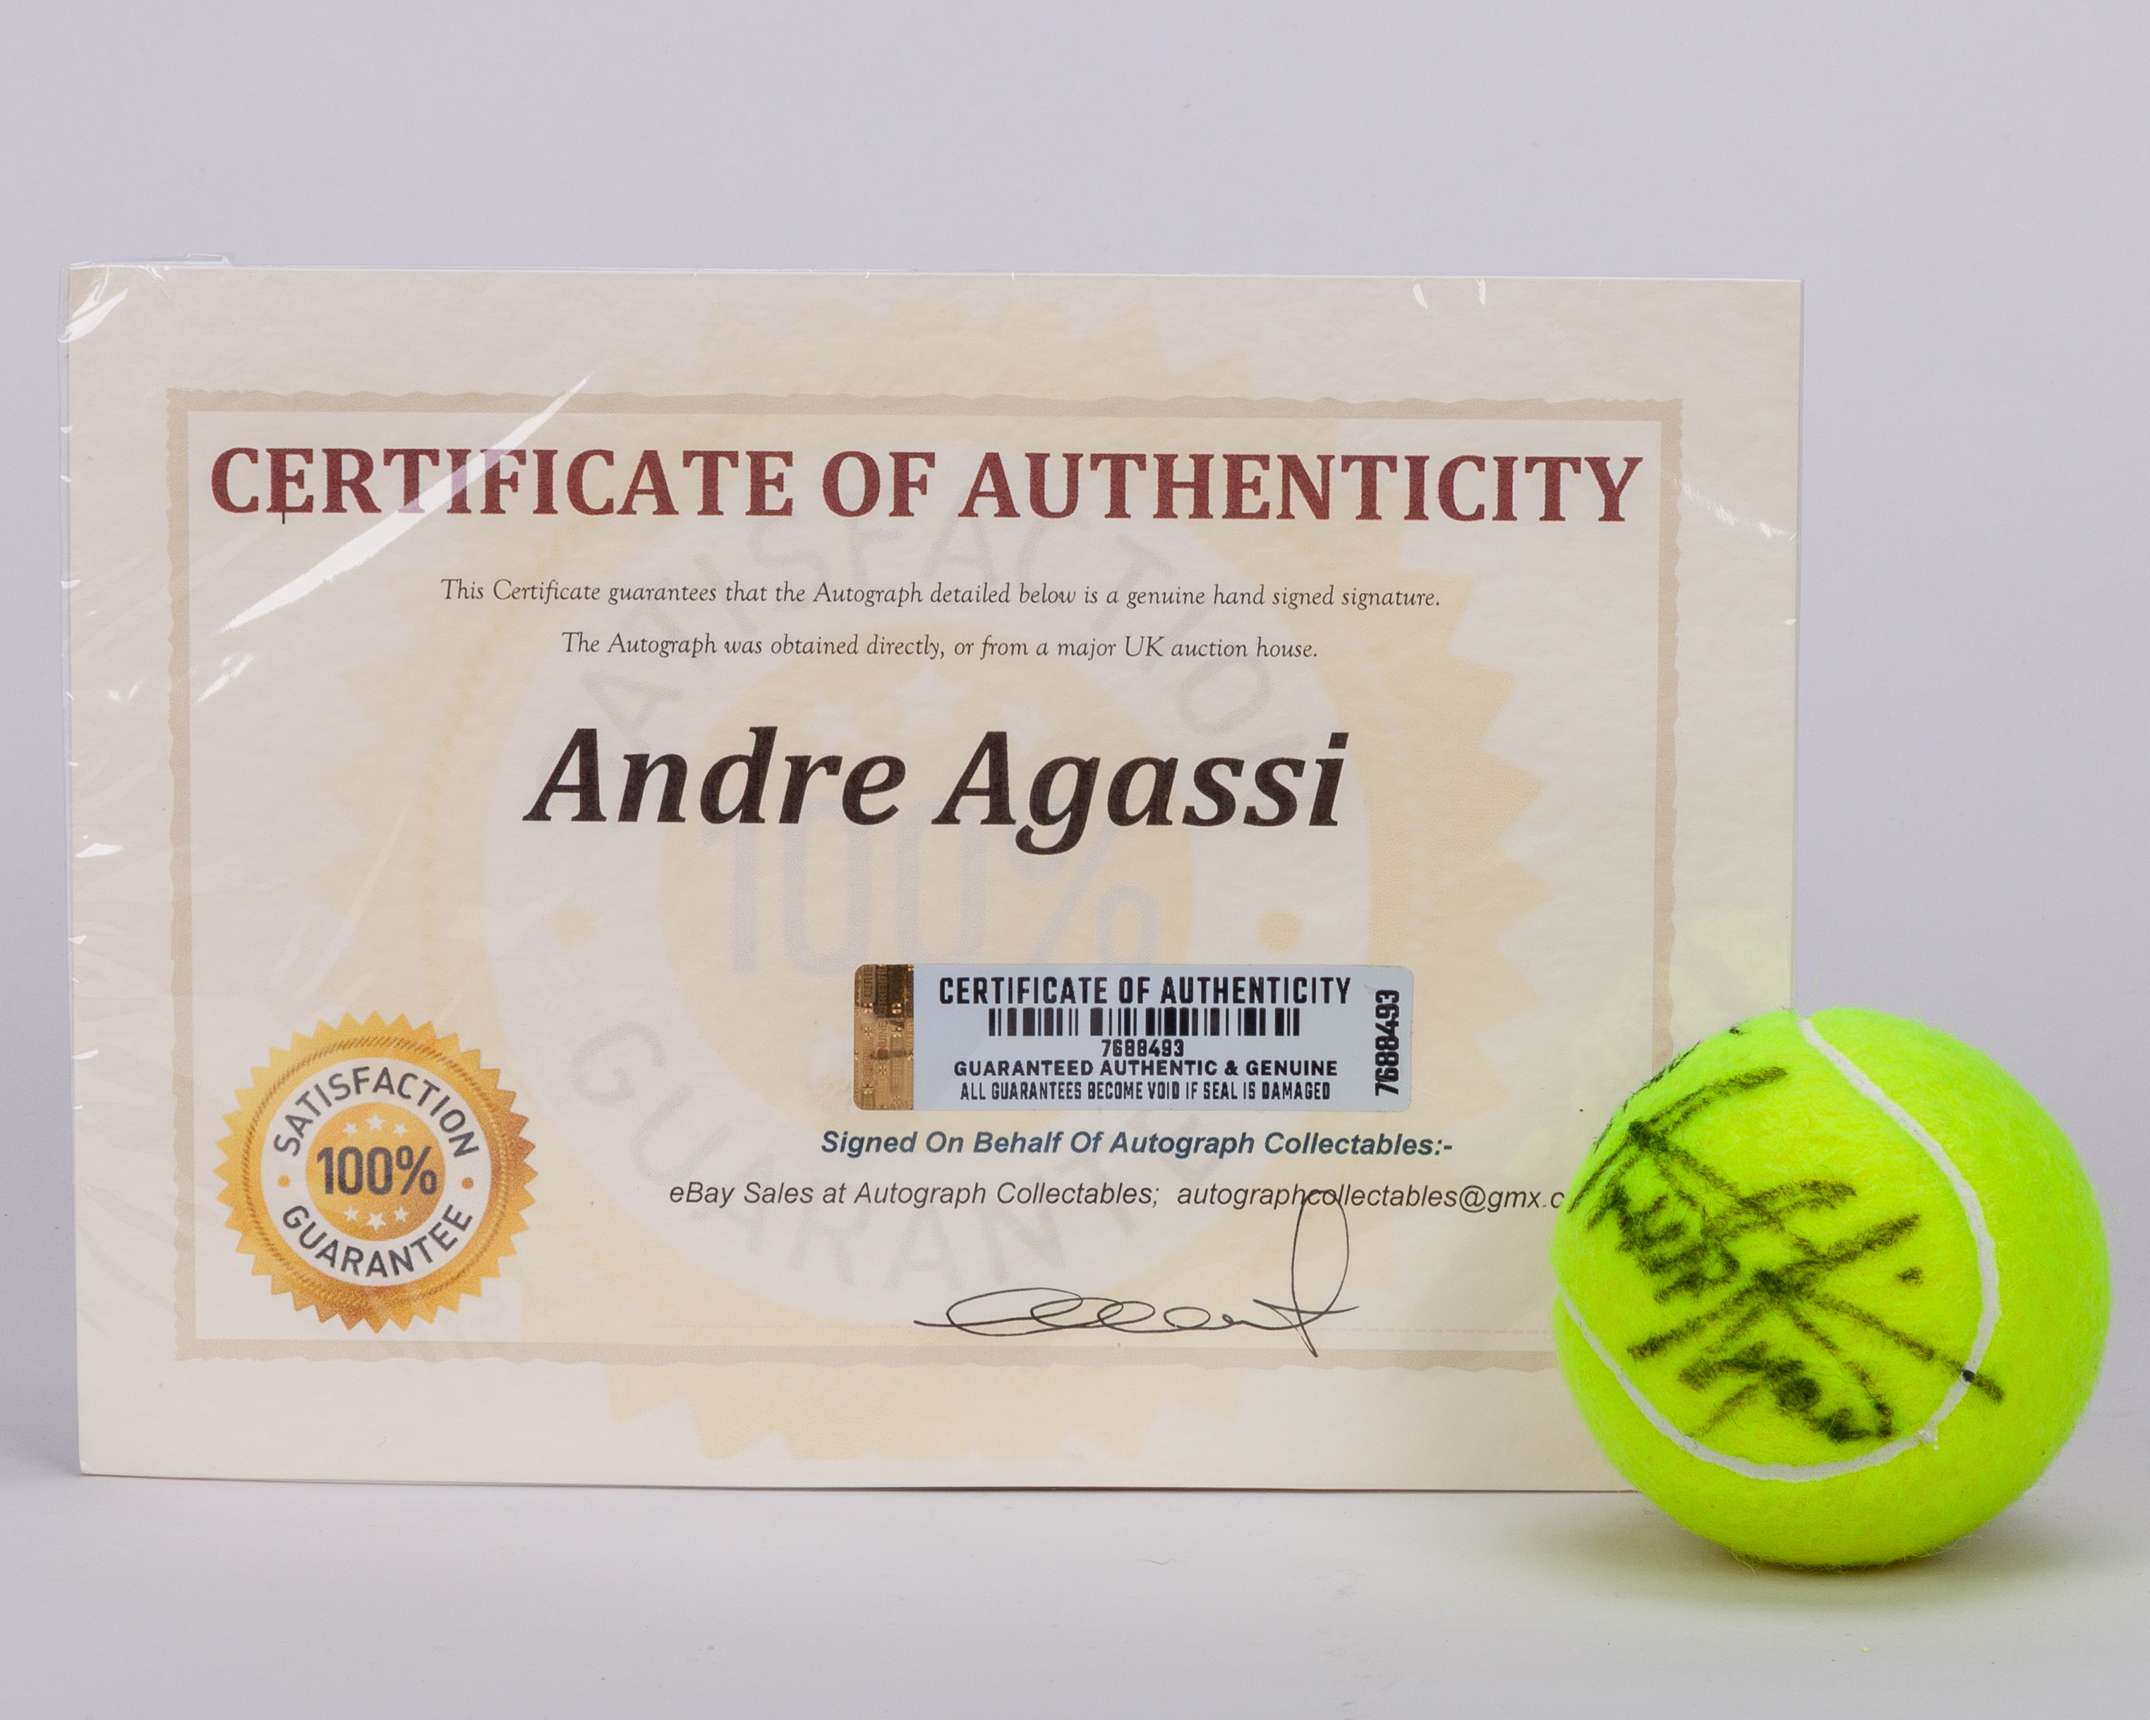 CERTIFICATE OF AUTHENTICITY
This Certificate guarantees that the Autograph detailed below is a genuine hand signed signature.
The Autograph was obtained directly, or from a major UK auction house.
Andre Agassi
CERTIFICATE OF AUTHENTICITY
7688493
7688493
GUARANTEED AUTHENTIC & GENUINE
ALL GUARANTEES BECOME VOID IF SEAL IS DAMAGED
Signed On Behalf Of Autograph Collectables:-
eBay Sales at Autograph Collectables; autographcollectables@gmx.c
SATISFACTION
100%
GUARANTEE
SATISFACTION
100%
GUARANTEE